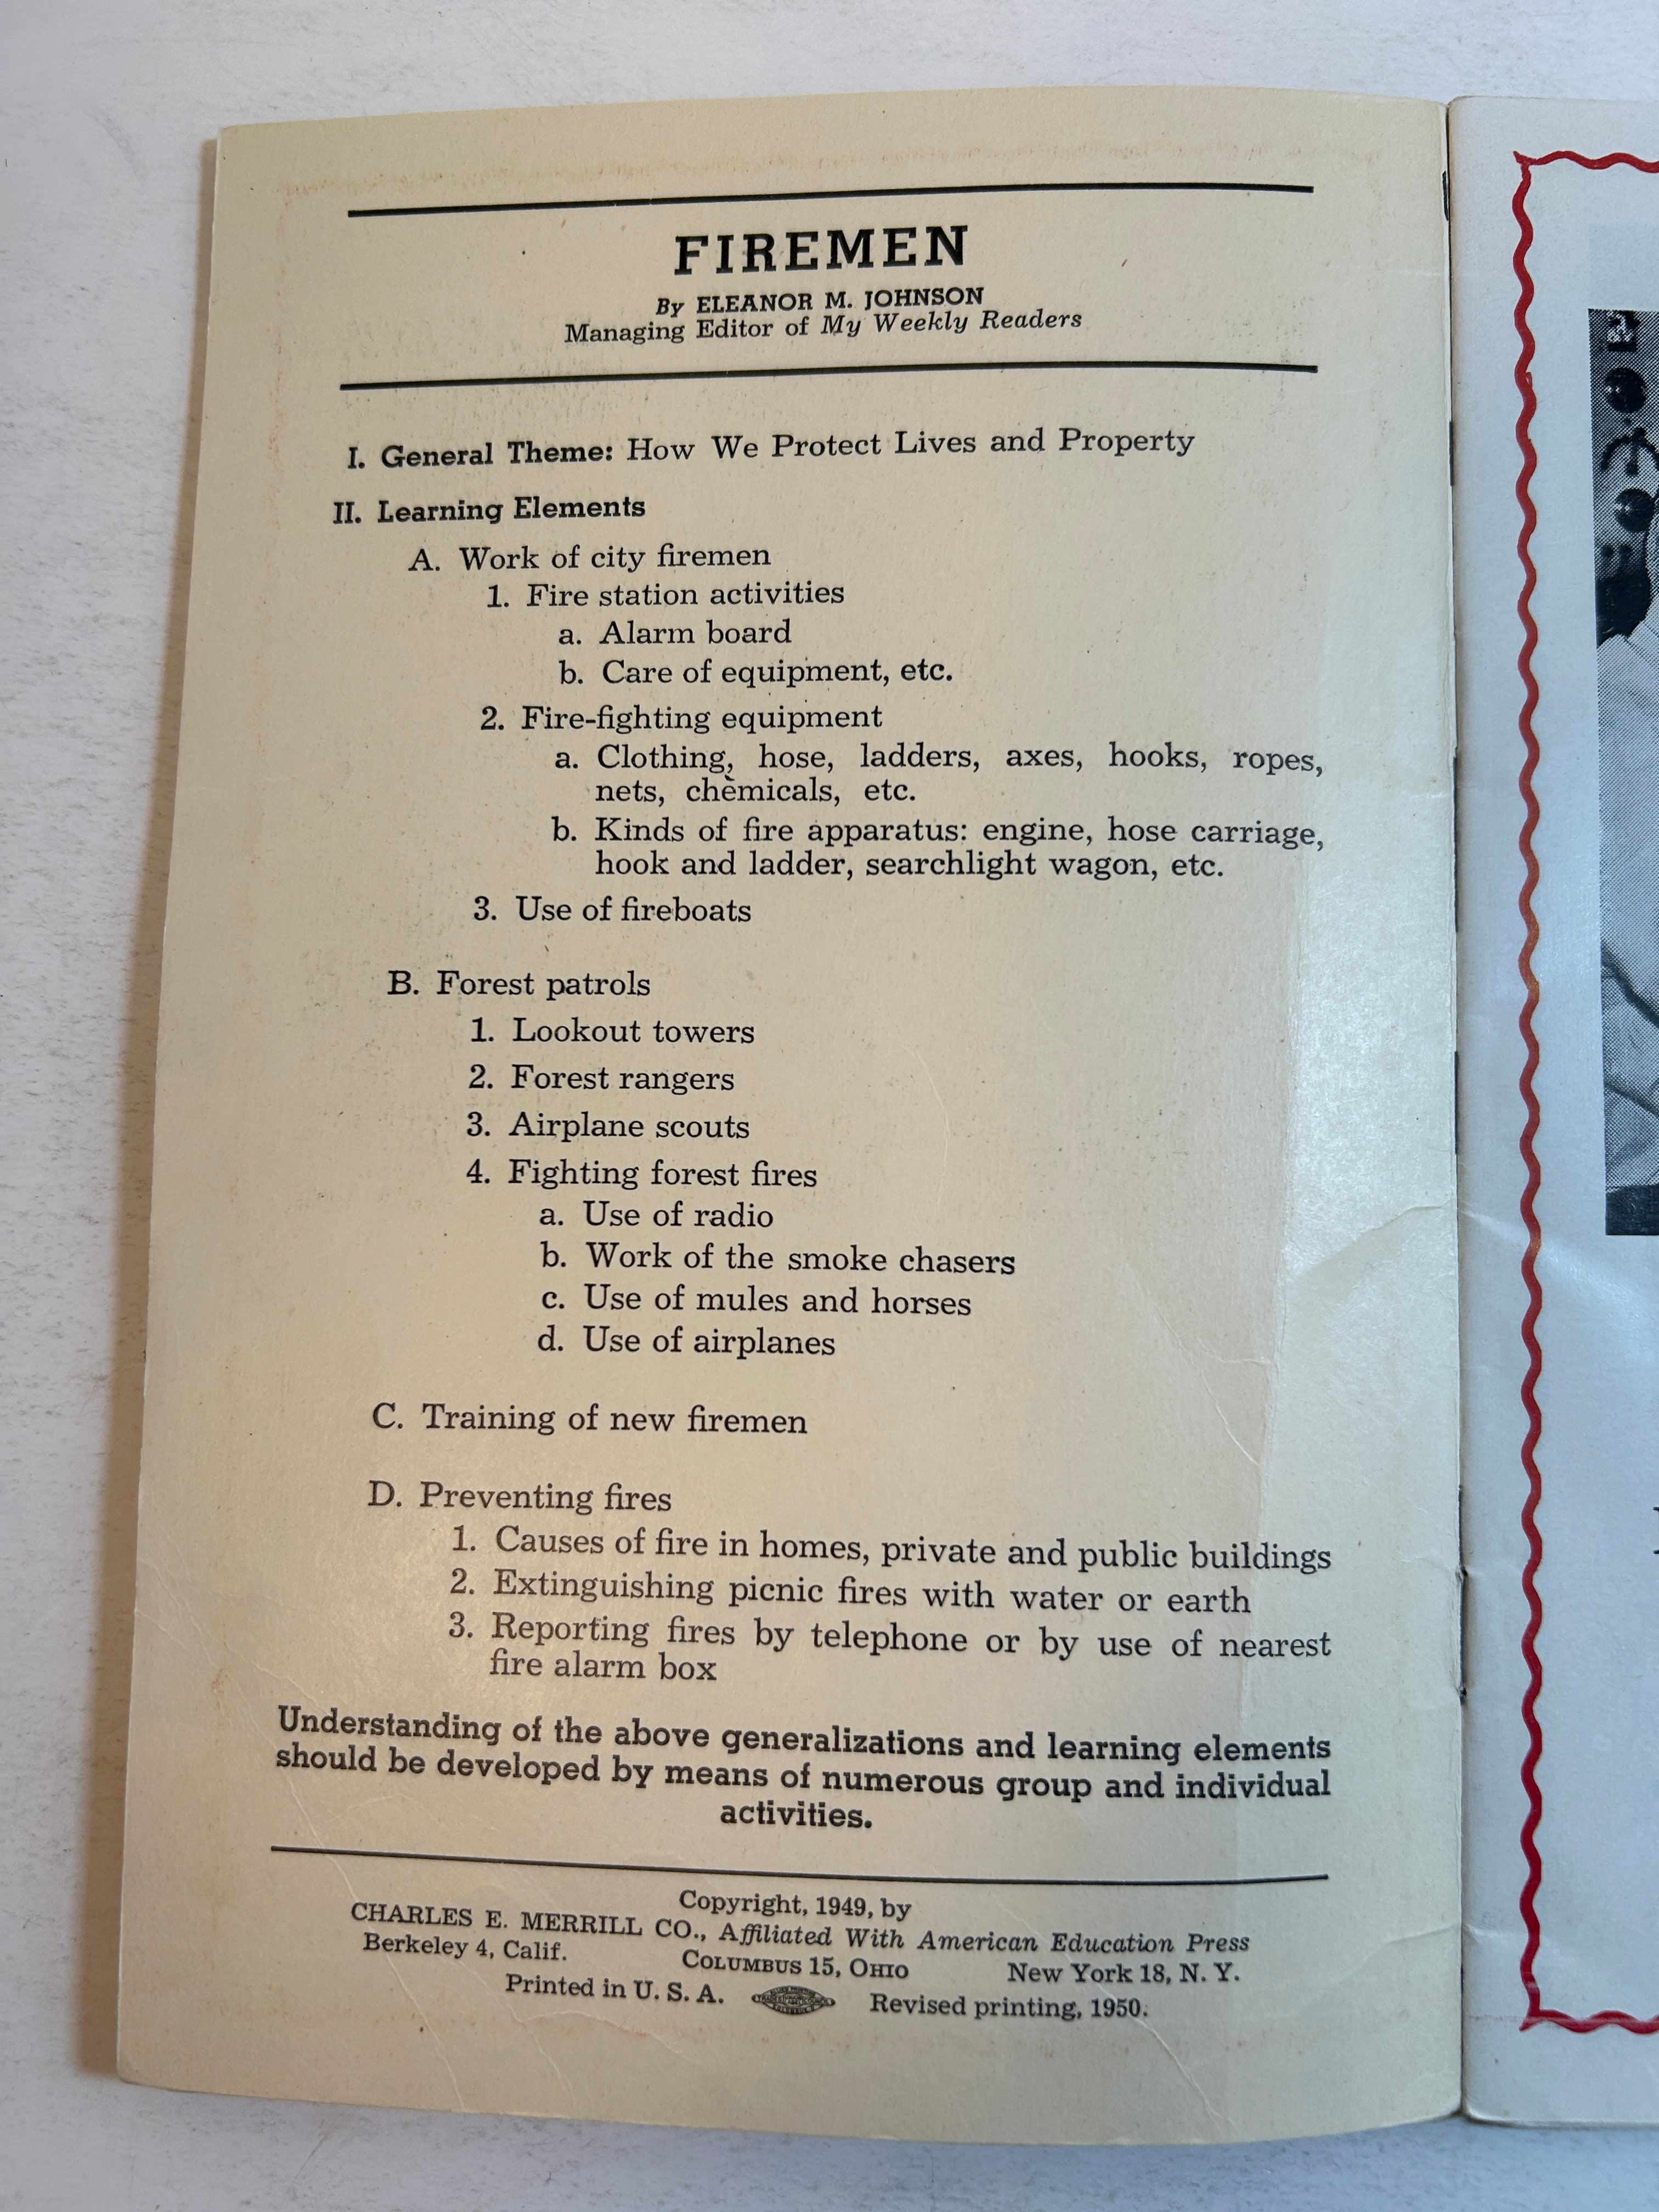 FIREMEN
By ELEANOR M. JOHNSON
Managing Editor of My Weekly Readers
I. General Theme: How We Protect Lives and Property
II. Learning Elements
A. Work of city firemen
1. Fire station activities
a. Alarm board
b. Care of equipment, etc.
2. Fire-fighting equipment
a. Clothing, hose, ladders, axes, hooks, ropes,
nets, chemicals, etc.
b. Kinds of fire apparatus: engine, hose carriage,
hook and ladder, searchlight wagon, etc.
3. Use of fireboats
B. Forest patrols
1. Lookout towers
2. Forest rangers
3. Airplane scouts
4. Fighting forest fires
a. Use of radio
b. Work of the smoke chasers
c. Use of mules and horses
d. Use of airplanes
C. Training of new firemen
D. Preventing fires
1. Causes of fire in homes, private and public buildings
2. Extinguishing picnic fires with water or earth
3. Reporting fires by telephone or by use of nearest
fire alarm box
Understanding of the above generalizations and learning elements
should be developed by means of numerous group and individual
activities.
Copyright, 1949, by
CHARLES E. MERRILL CO., Affiliated With American Education Press
Berkeley 4, Calif. COLUMBUS 15, OHIO New York 18, N. Y.
Printed in U. S. A. Revised printing, 1950.